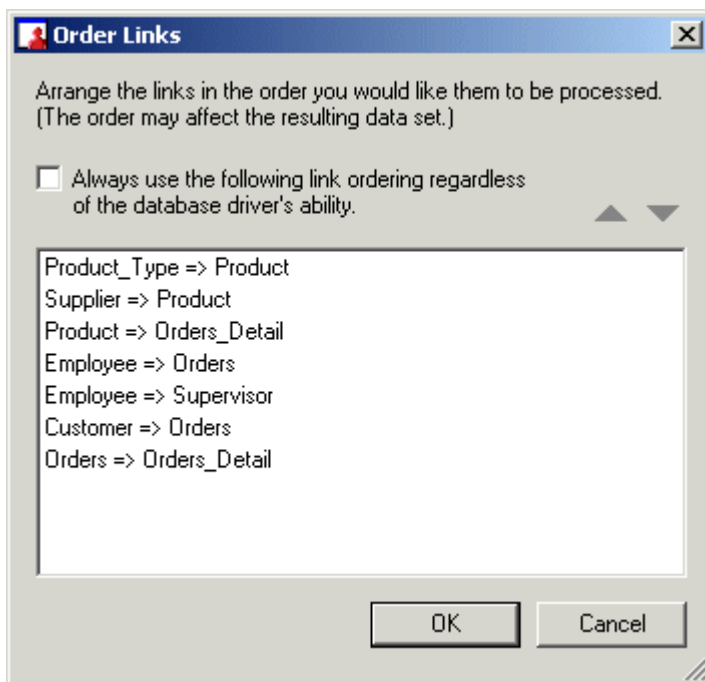 Order Links
Arrange the links in the order you would like them to be processed.
(The order may affect the resulting data set.)
Always use the following link ordering regardless
of the database driver's ability.
Product_Type => Product
Supplier => Product
Product => Orders_Detail
Employee => Orders
Employee => Supervisor
Customer => Orders
Orders => Orders_Detail
OK Cancel